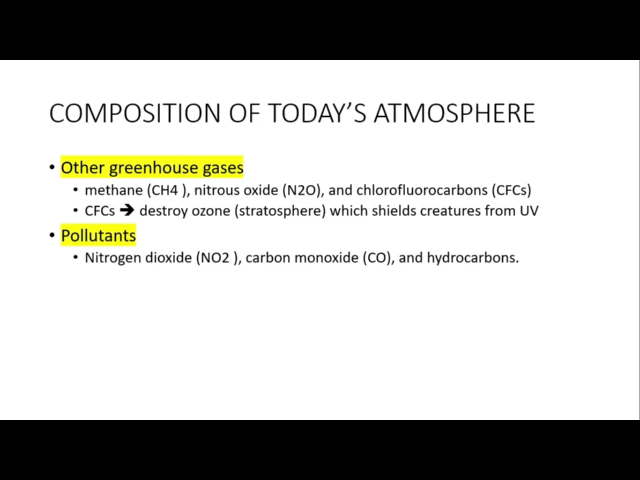 COMPOSITION OF TODAY’S ATMOSPHERE
• Other greenhouse gases
• methane (CH4 ), nitrous oxide (N2O), and chlorofluorocarbons (CFCs)
• CFCs 🡺 destroy ozone (stratosphere) which shields creatures from UV
• Pollutants
• Nitrogen dioxide (NO2 ), carbon monoxide (CO), and hydrocarbons.